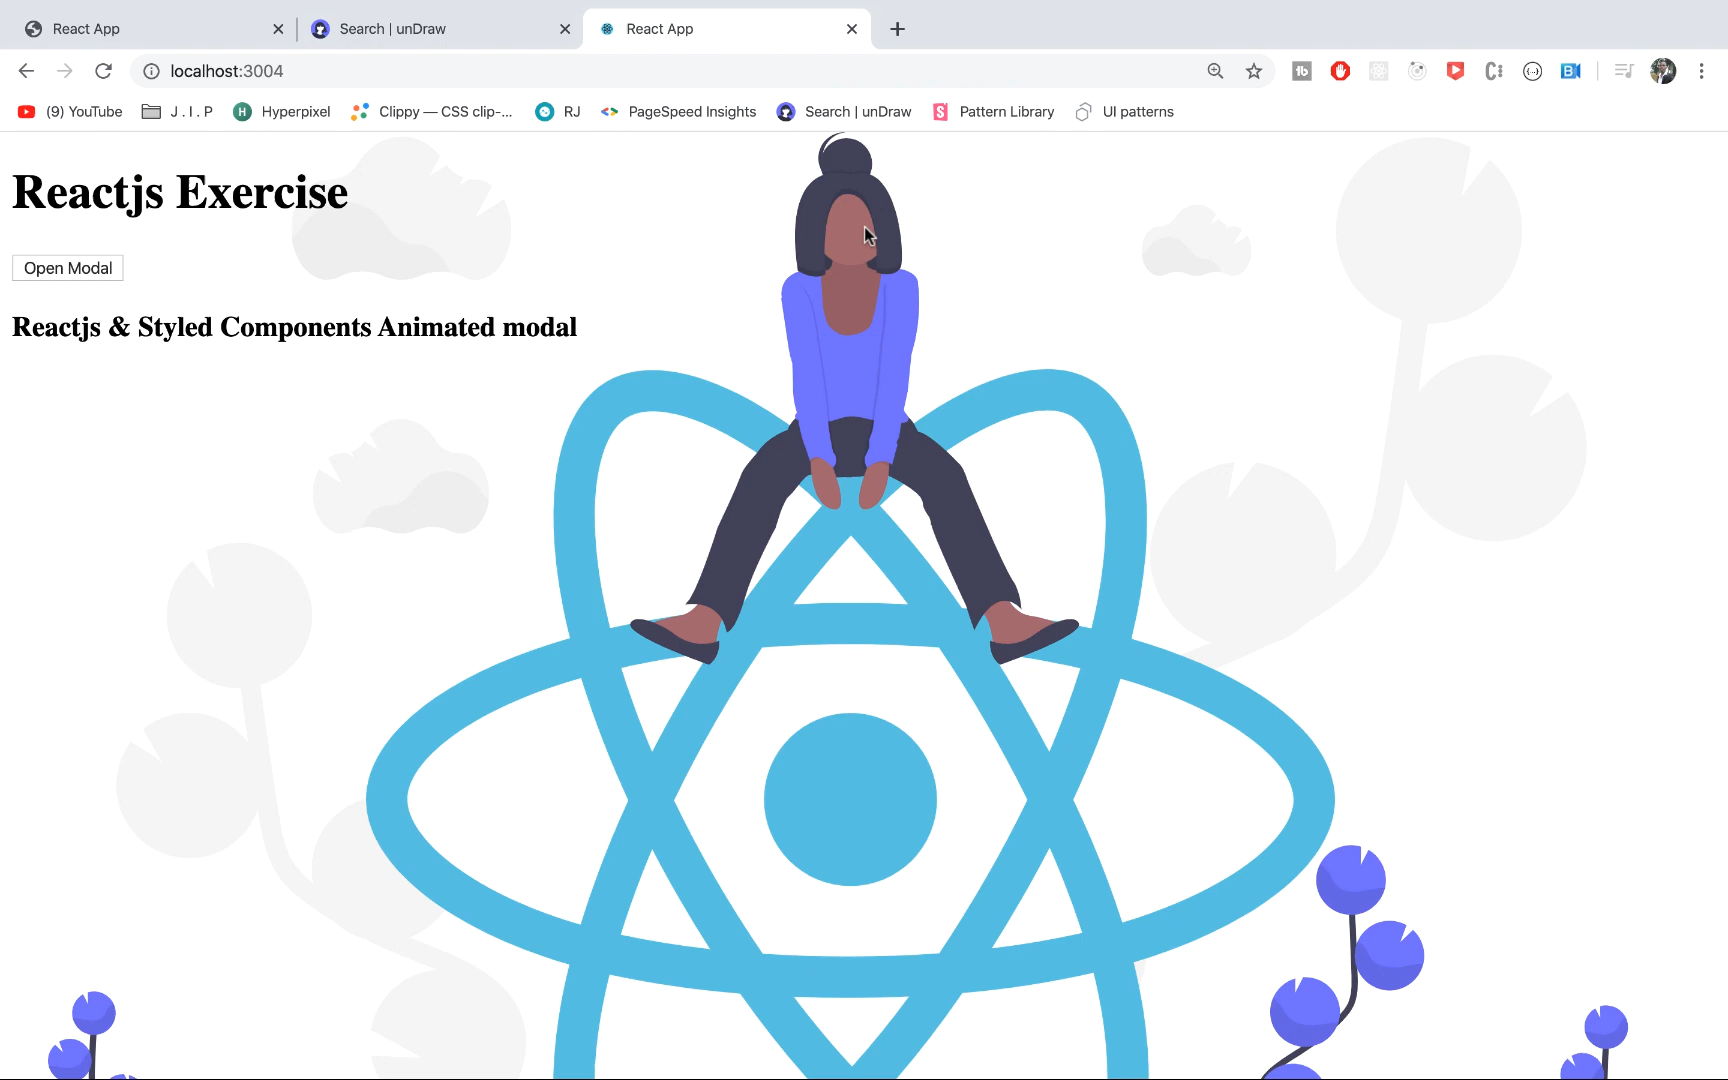 React App
Search | unDraw
React App
localhost:3004
(9) YouTube
J . I . P
Hyperpixel
Clippy — CSS clip-...
RJ
PageSpeed Insights
Search | unDraw
Pattern Library
UI patterns
Reactjs Exercise
Open Modal
Reactjs & Styled Components Animated modal